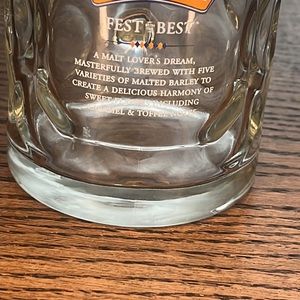 FEST BEST
A MALT LOVER'S DREAM,
MASTERFULLY BREWED WITH FIVE
VARIETIES OF MALTED BARLEY TO
CREATE A DELICIOUS HARMONY OF
SWEET INCLUDING
& TOFFEE